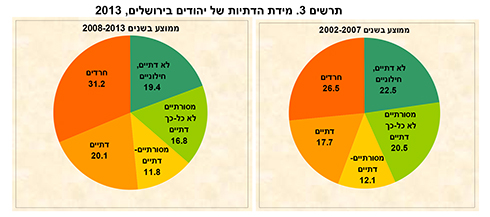 תרשים 3. מידת הדתיות של יהודים בירושלים, 2013
ממוצע בשנים 2002-2007
לא דתיים,
חילוניים
22.5
מסורתיים
לא כל-כך
דתיים
20.5
מסורתיים-
דתיים
12.1
דתיים
17.7
חרדים
26.5
ממוצע בשנים 2008-2013
לא דתיים,
חילוניים
19.4
מסורתיים
לא כל-כך
דתיים
16.8
מסורתיים-
דתיים
11.8
דתיים
20.1
חרדים
31.2